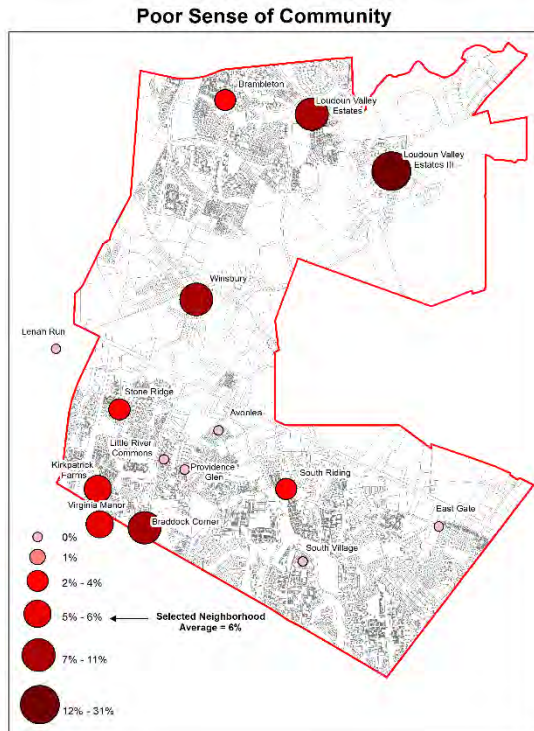 Poor Sense of Community
Brambleton
Loudoun Valley
Estates
Loudoun Valley
Estates III
Winsbury
Lenah Run
Stone Ridge
Avonlea
Little River
Commons
Providence
Glen
Kirkpatrick
Farms
South Riding
Virginia Manor
Braddock Corner
East Gate
South Village
0%
1%
2% - 4%
5% - 6%
Selected Neighborhood
Average = 6%
7% - 11%
12% - 31%